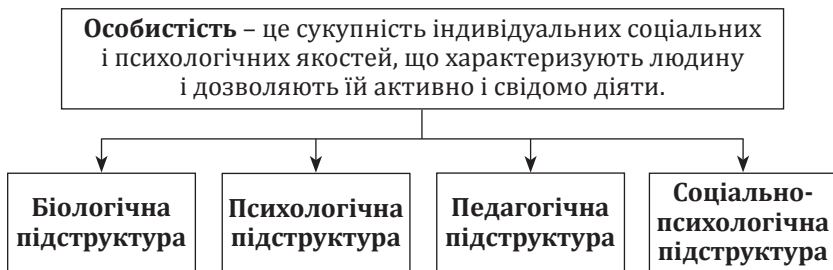 Особистість – це сукупність індивідуальних соціальних
і психологічних якостей, що характеризують людину
і дозволяють їй активно і свідомо діяти.
Біологічна
підструктура
Психологічна
підструктура
Педагогічна
підструктура
Соціально-
психологічна
підструктура